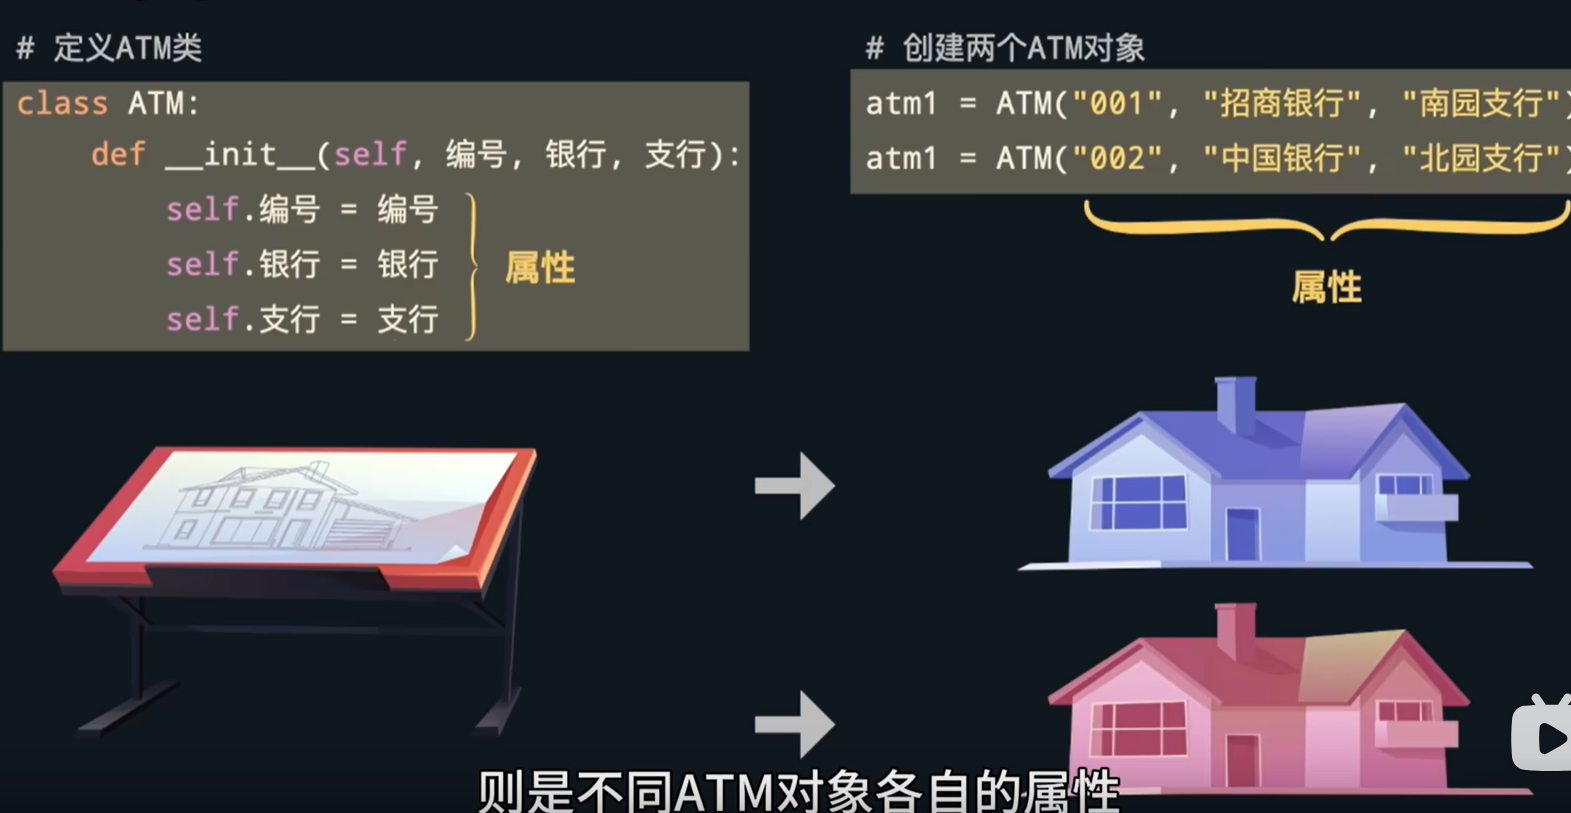 # 定义ATM类
class ATM:
def __init__(self, 编号, 银行, 支行):
self.编号 = 编号
self.银行 = 银行
self.支行 = 支行
属性
# 创建两个ATM对象
atm1 = ATM("001", "招商银行", "南园支行")
atm1 = ATM("002", "中国银行", "北园支行")
属性
则是不同ATM对象各自的属性